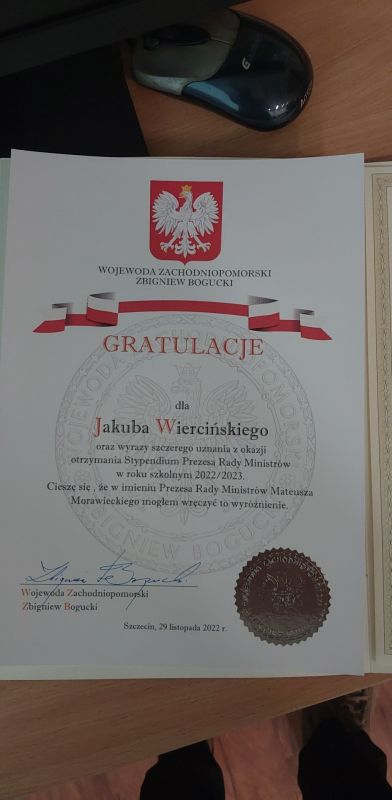 WOJEWODA ZACHODNIOPOMORSKI
ZBIGNIEW BOGUCKI
GRATULACJE
dla
Jakuba Wiercińskiego
oraz wyrazy szczerego uznania z okazji
otrzymania Stypendium Prezesa Rady Ministrów
w roku szkolnym 2022/2023.
Cieszę się , że w imieniu Prezesa Rady Ministrów Mateusza
Morawieckiego mogłem wręczyć to wyróżnienie.
Wojewoda Zachodniopomorski
Zbigniew Bogucki
Szczecin, 29 listopada 2022 r.